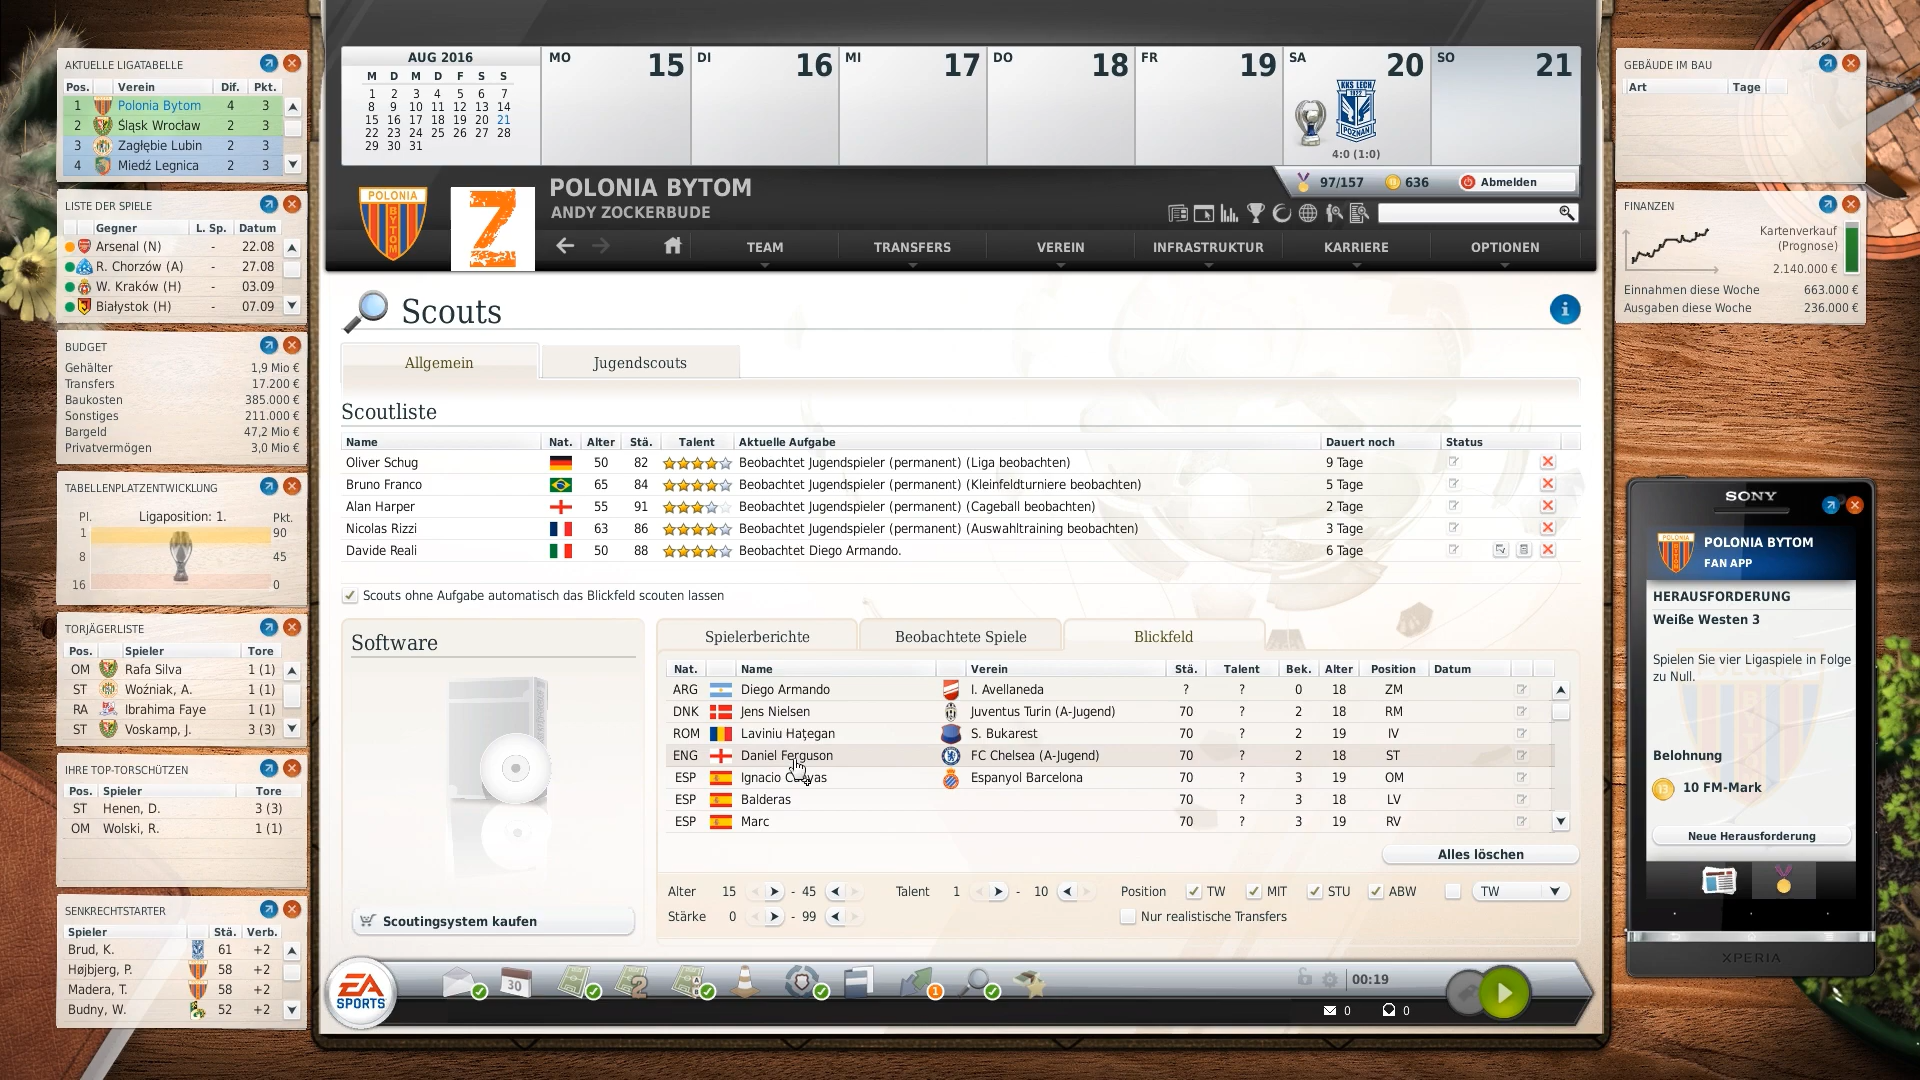 AKTUELLE LIGATABELLE
Pos. Verein Dif. Pkt.
1 Polonia Bytom 4 3
2 Śląsk Wrocław 2 3
3 Zagłębie Lubin 2 3
4 Miedź Legnica 2 3
LISTE DER SPIELE
Gegner L. Sp. Datum
Arsenal (N) - 22.08
R. Chorzów (A) - 27.08
W. Kraków (H) - 03.09
Białystok (H) - 07.09
BUDGET
Gehälter 1,9 Mio €
Transfers 17.200 €
Baukosten 385.000 €
Sonstiges 211.000 €
Bargeld 47,2 Mio €
Privatvermögen 3,0 Mio €
TABELLENPLATZENTWICKLUNG
Pl. Ligaposition: 1. Pkt.
1 90
8 45
16 0
TORJÄGERLISTE
Pos. Spieler Tore
OM Rafa Silva 1 (1)
ST Woźniak, A. 1 (1)
RA Ibrahima Faye 1 (1)
ST Voskamp, J. 3 (3)
IHRE TOP-TORSCHÜTZEN
Pos. Spieler Tore
ST Henen, D. 3 (3)
OM Wolski, R. 1 (1)
SENKRECHTSTARTER
Spieler Stä. Verb.
Brud, K. 61 +2
Højbjerg, P. 58 +2
Madera, T. 58 +2
Budny, W. 52 +2
AUG 2016
M D M D F S S
1 2 3 4 5 6 7
8 9 10 11 12 13 14
15 16 17 18 19 20 21
22 23 24 25 26 27 28
29 30 31
MO 15 DI 16 MI 17 DO 18 FR 19 SA 20 SO 21
KKS LECH
1922
POZNAŃ
4:0 (1:0)
POLONIA
BYTOM
Z
POLONIA BYTOM
ANDY ZOCKERBUDE
97/157 636 Abmelden
TEAM TRANSFERS VEREIN INFRASTRUKTUR KARRIERE OPTIONEN
Scouts
i
Allgemein Jugendscouts
Scoutliste
Name Nat. Alter Stä. Talent Aktuelle Aufgabe Dauert noch Status
Oliver Schug 50 82 Beobachtet Jugendspieler (permanent) (Liga beobachten) 9 Tage
Bruno Franco 65 84 Beobachtet Jugendspieler (permanent) (Kleinfeldturniere beobachten) 5 Tage
Alan Harper 55 91 Beobachtet Jugendspieler (permanent) (Cageball beobachten) 2 Tage
Nicolas Rizzi 63 86 Beobachtet Jugendspieler (permanent) (Auswahltraining beobachten) 3 Tage
Davide Reali 50 88 Beobachtet Diego Armando. 6 Tage
Scouts ohne Aufgabe automatisch das Blickfeld scouten lassen
Software
Scoutingsystem kaufen
Spielerberichte Beobachtete Spiele Blickfeld
Nat. Name Verein Stä. Talent Bek. Alter Position Datum
ARG Diego Armando I. Avellaneda ? ? 0 18 ZM
DNK Jens Nielsen Juventus Turin (A-Jugend) 70 ? 2 18 RM
ROM Laviniu Hațegan S. Bukarest 70 ? 2 19 IV
ENG Daniel Ferguson FC Chelsea (A-Jugend) 70 ? 2 18 ST
ESP Ignacio Espanyol Barcelona 70 ? 3 19 OM
ESP Balderas 70 ? 3 18 LV
ESP Marc 70 ? 3 19 RV
Alles löschen
Alter 15 - 45 Talent 1 - 10 Position TW MIT STU ABW TW
Stärke 0 - 99 Nur realistische Transfers
EA
SPORTS
30
2
1
00:19
0 0
GEBÄUDE IM BAU
Art Tage
FINANZEN
Kartenverkauf
(Prognose)
2.140.000 €
Einnahmen diese Woche 663.000 €
Ausgaben diese Woche 236.000 €
SONY
POLONIA BYTOM
FAN APP
HERAUSFORDERUNG
Weiße Westen 3
Spielen Sie vier Ligaspiele in Folge
zu Null.
Belohnung
10 FM-Mark
Neue Herausforderung
XPERIA